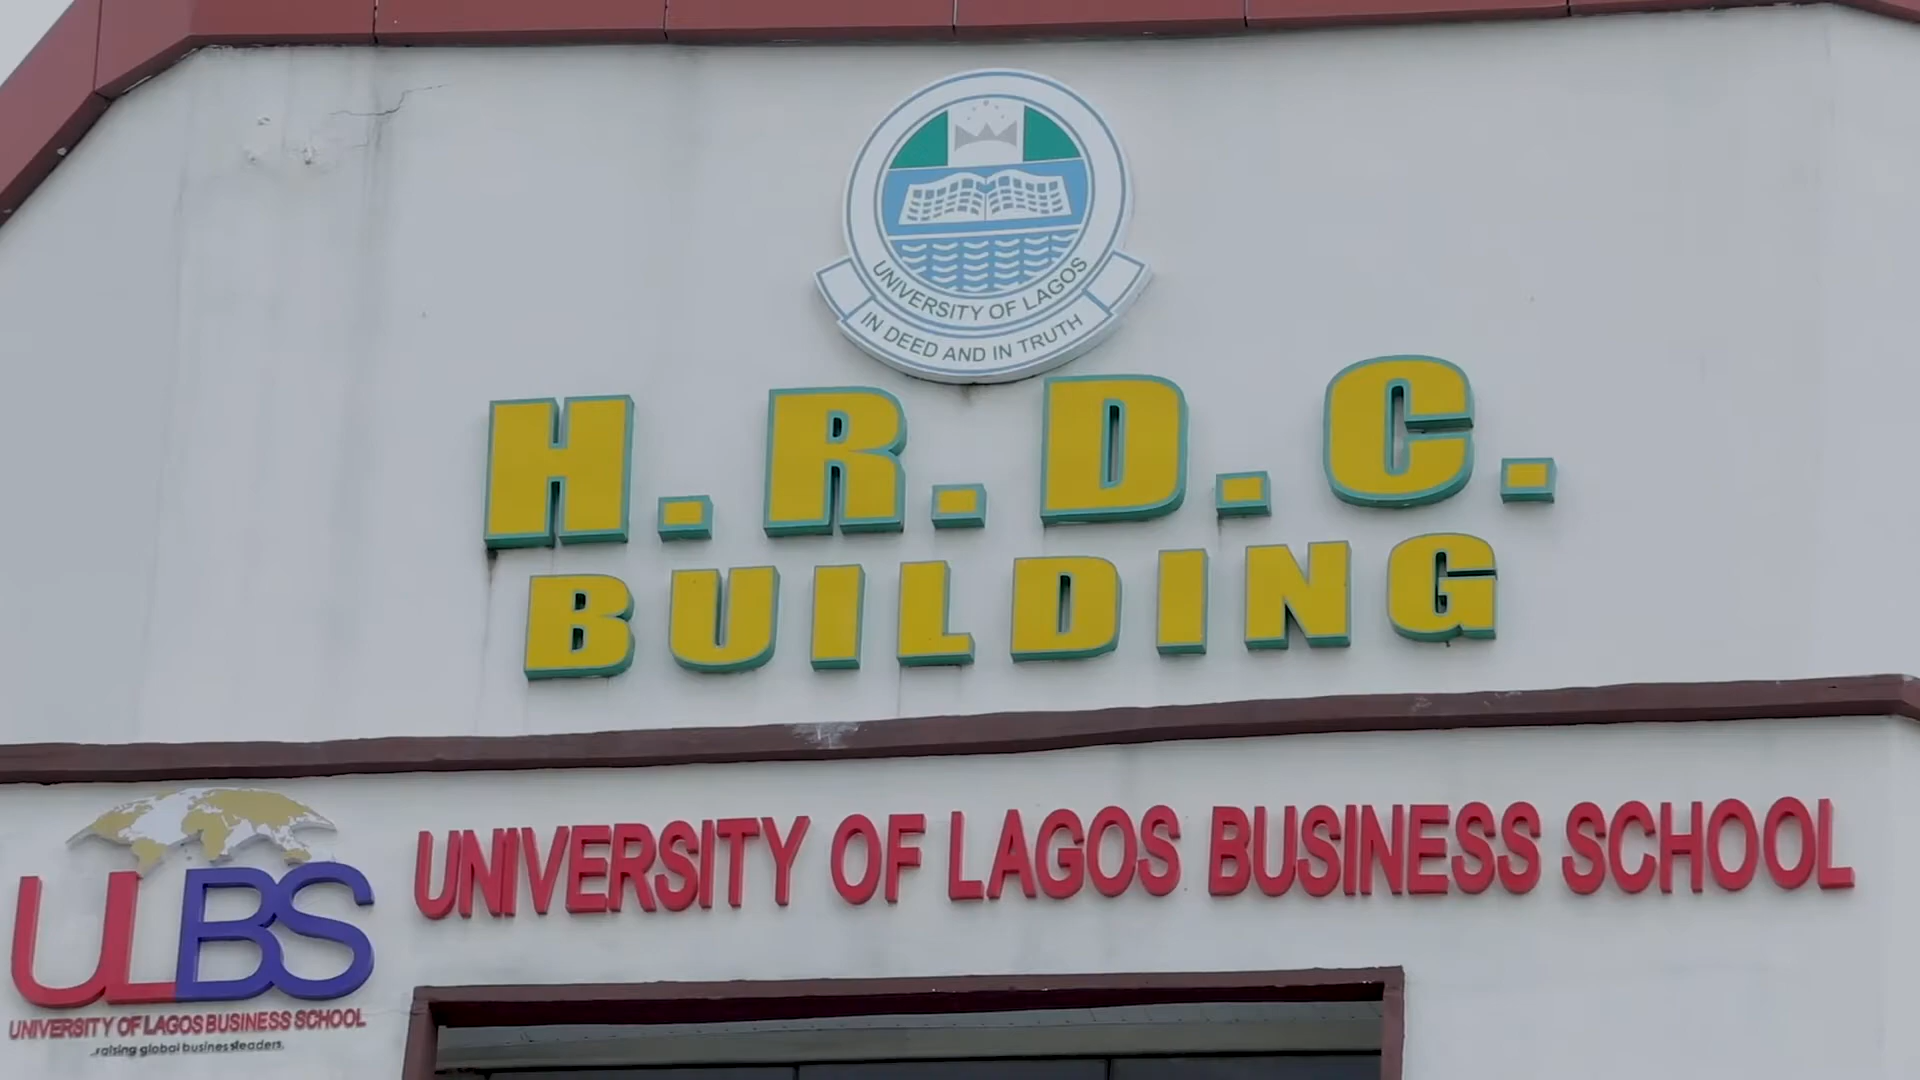 UNIVERSITY OF LAGOS
IN DEED AND IN TRUTH
H.R.D.C.
BUILDING
UNIVERSITY OF LAGOS BUSINESS SCHOOL
ULBS
UNIVERSITY OF LAGOS BUSINESS SCHOOL
...raising global business leaders.